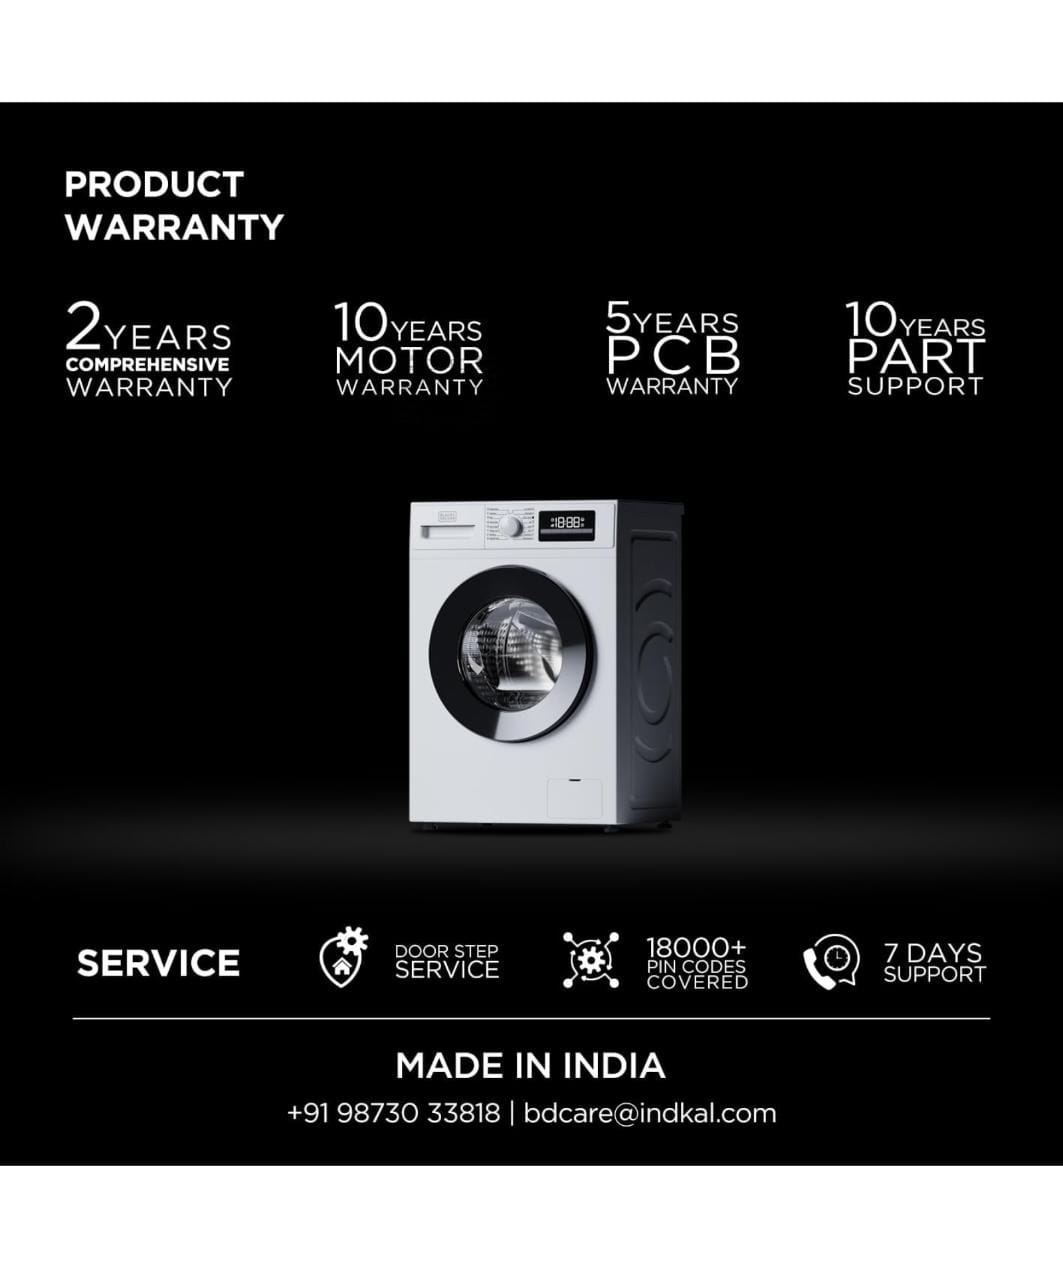 PRODUCT
WARRANTY
2 YEARS
COMPREHENSIVE
WARRANTY
10 YEARS
MOTOR
WARRANTY
5 YEARS
PCB
WARRANTY
10 YEARS
PART
SUPPORT
18:88
SERVICE
DOOR STEP
SERVICE
18000+
PIN CODES
COVERED
7 DAYS
SUPPORT
MADE IN INDIA
+91 98730 33818 | bdcare@indkal.com